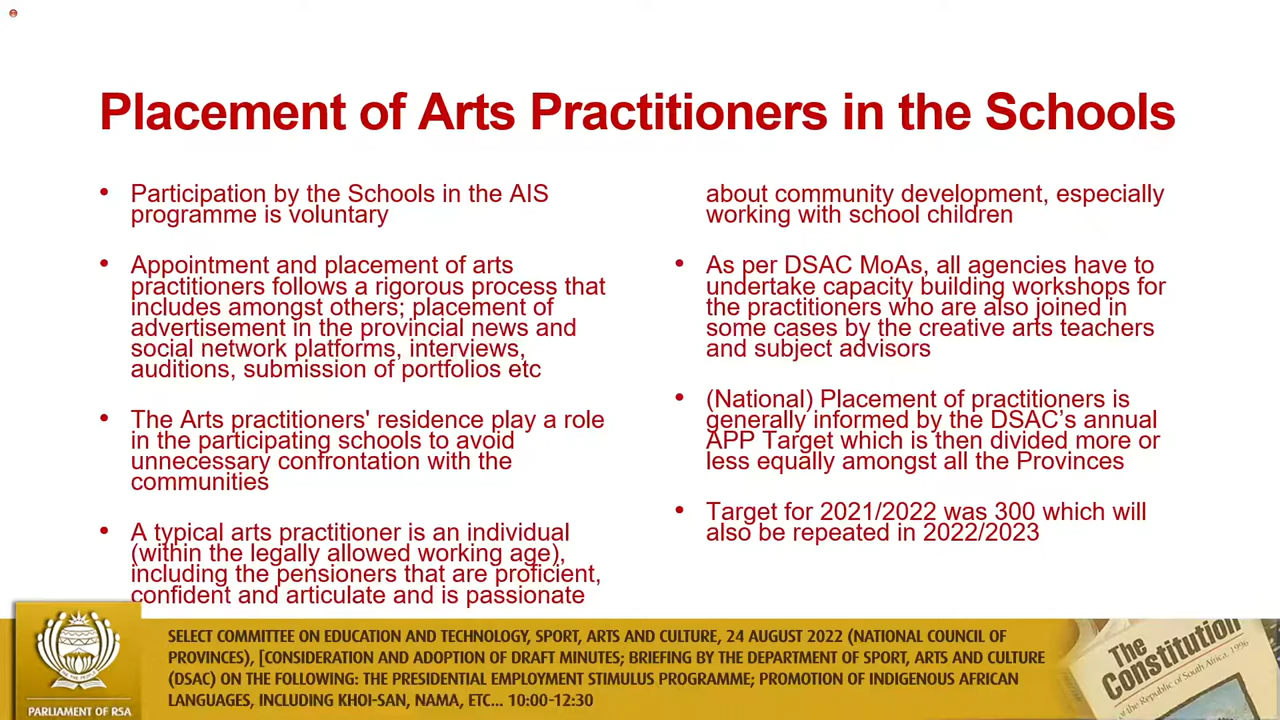 Placement of Arts Practitioners in the Schools
• Participation by the Schools in the AIS
programme is voluntary
• Appointment and placement of arts
practitioners follows a rigorous process that
includes amongst others; placement of
advertisement in the provincial news and
social network platforms, interviews,
auditions, submission of portfolios etc
• The Arts practitioners' residence play a role
in the participating schools to avoid
unnecessary confrontation with the
communities
• A typical arts practitioner is an individual
(within the legally allowed working age),
including the pensioners that are proficient,
confident and articulate and is passionate
about community development, especially
working with school children
• As per DSAC MoAs, all agencies have to
undertake capacity building workshops for
the practitioners who are also joined in
some cases by the creative arts teachers
and subject advisors
• (National) Placement of practitioners is
generally informed by the DSAC’s annual
APP Target which is then divided more or
less equally amongst all the Provinces
• Target for 2021/2022 was 300 which will
also be repeated in 2022/2023
SELECT COMMITTEE ON EDUCATION AND TECHNOLOGY, SPORT, ARTS AND CULTURE, 24 AUGUST 2022 (NATIONAL COUNCIL OF
PROVINCES), [CONSIDERATION AND ADOPTION OF DRAFT MINUTES; BRIEFING BY THE DEPARTMENT OF SPORT, ARTS AND CULTURE
(DSAC) ON THE FOLLOWING: THE PRESIDENTIAL EMPLOYMENT STIMULUS PROGRAMME; PROMOTION OF INDIGENOUS AFRICAN
LANGUAGES, INCLUDING KHOI-SAN, NAMA, ETC... 10:00-12:30
PARLIAMENT OF RSA
The
Constitution
of the Republic of South Africa, 1996